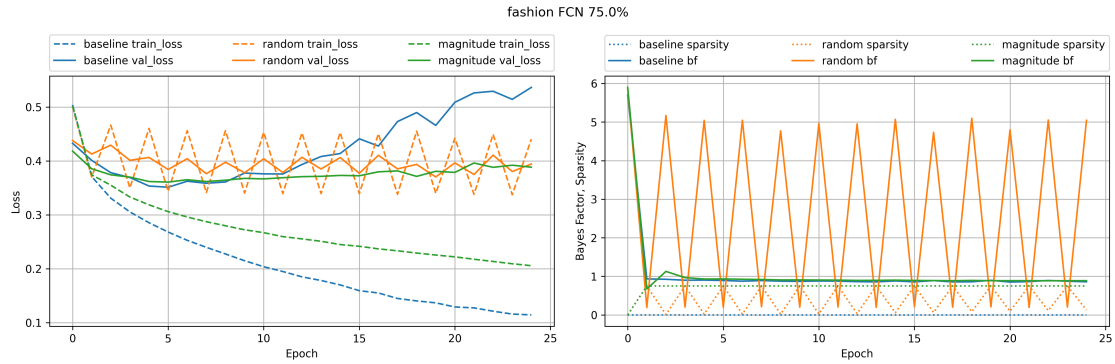 fashion FCN 75.0%
baseline train_loss random train_loss magnitude train_loss
baseline val_loss random val_loss magnitude val_loss
0.5
0.4
0.3
0.2
0.1
Loss
0 5 10 15 20 25
Epoch
baseline sparsity random sparsity magnitude sparsity
baseline bf random bf magnitude bf
6
5
4
3
2
1
0
Bayes Factor, Sparsity
0 5 10 15 20 25
Epoch